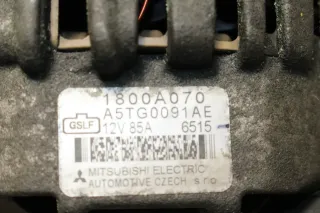 1800A070
A5TG0091AE
GSLF
12V 85A 6515
MITSUBISHI ELECTRIC
AUTOMOTIVE CZECH s.r.o